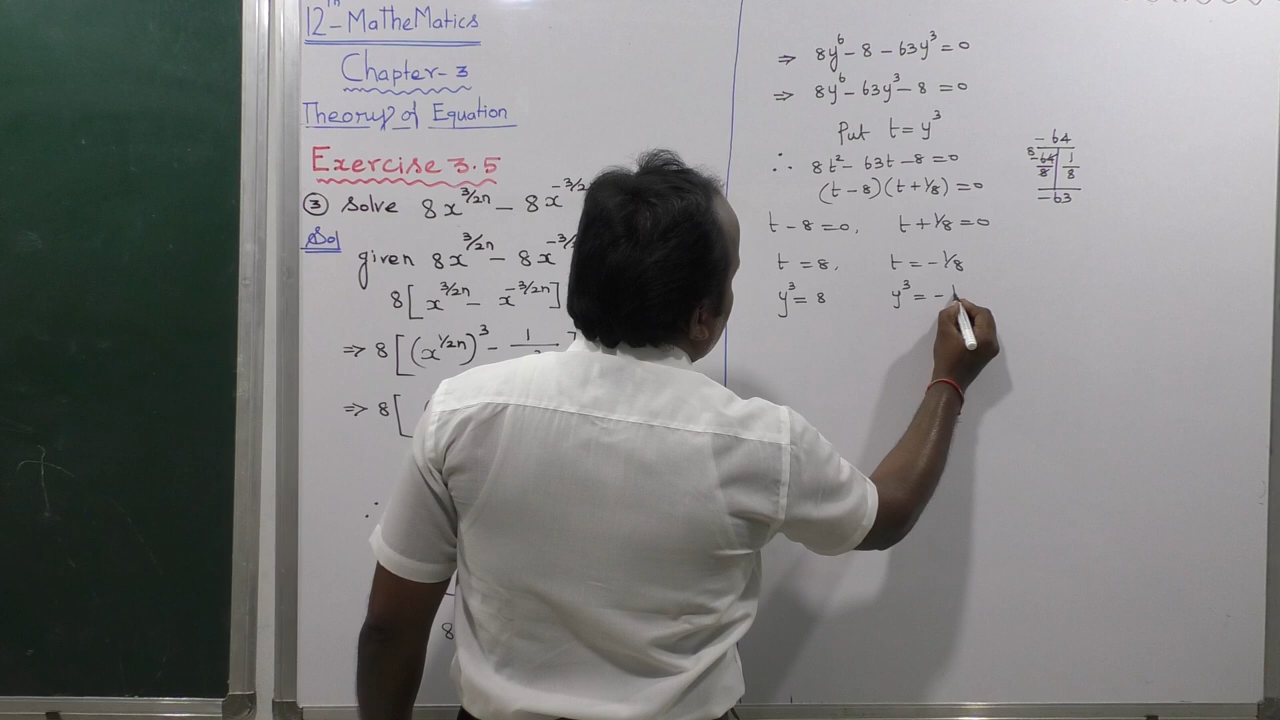 12th - MatheMatics
Chapter - 3
Theory of Equation
Exercise 3.5
③ Solve 8x^{3/2n} - 8x^{-3/2
Sol
given 8x^{3/2n} - 8x^{-3/2
8[x^{3/2n} - x^{-3/2n}]
⇒ 8[(x^{1/2n})^3 - 1/
⇒ 8[
∴
8
⇒ 8y^6 - 8 - 63y^3 = 0
⇒ 8y^6 - 63y^3 - 8 = 0
Put t = y^3
∴ 8t^2 - 63t - 8 = 0
(t - 8)(t + 1/8) = 0
t - 8 = 0, t + 1/8 = 0
t = 8, t = -1/8
y^3 = 8 y^3 = - 1
-64
8 -64/8 | 1/8
-63